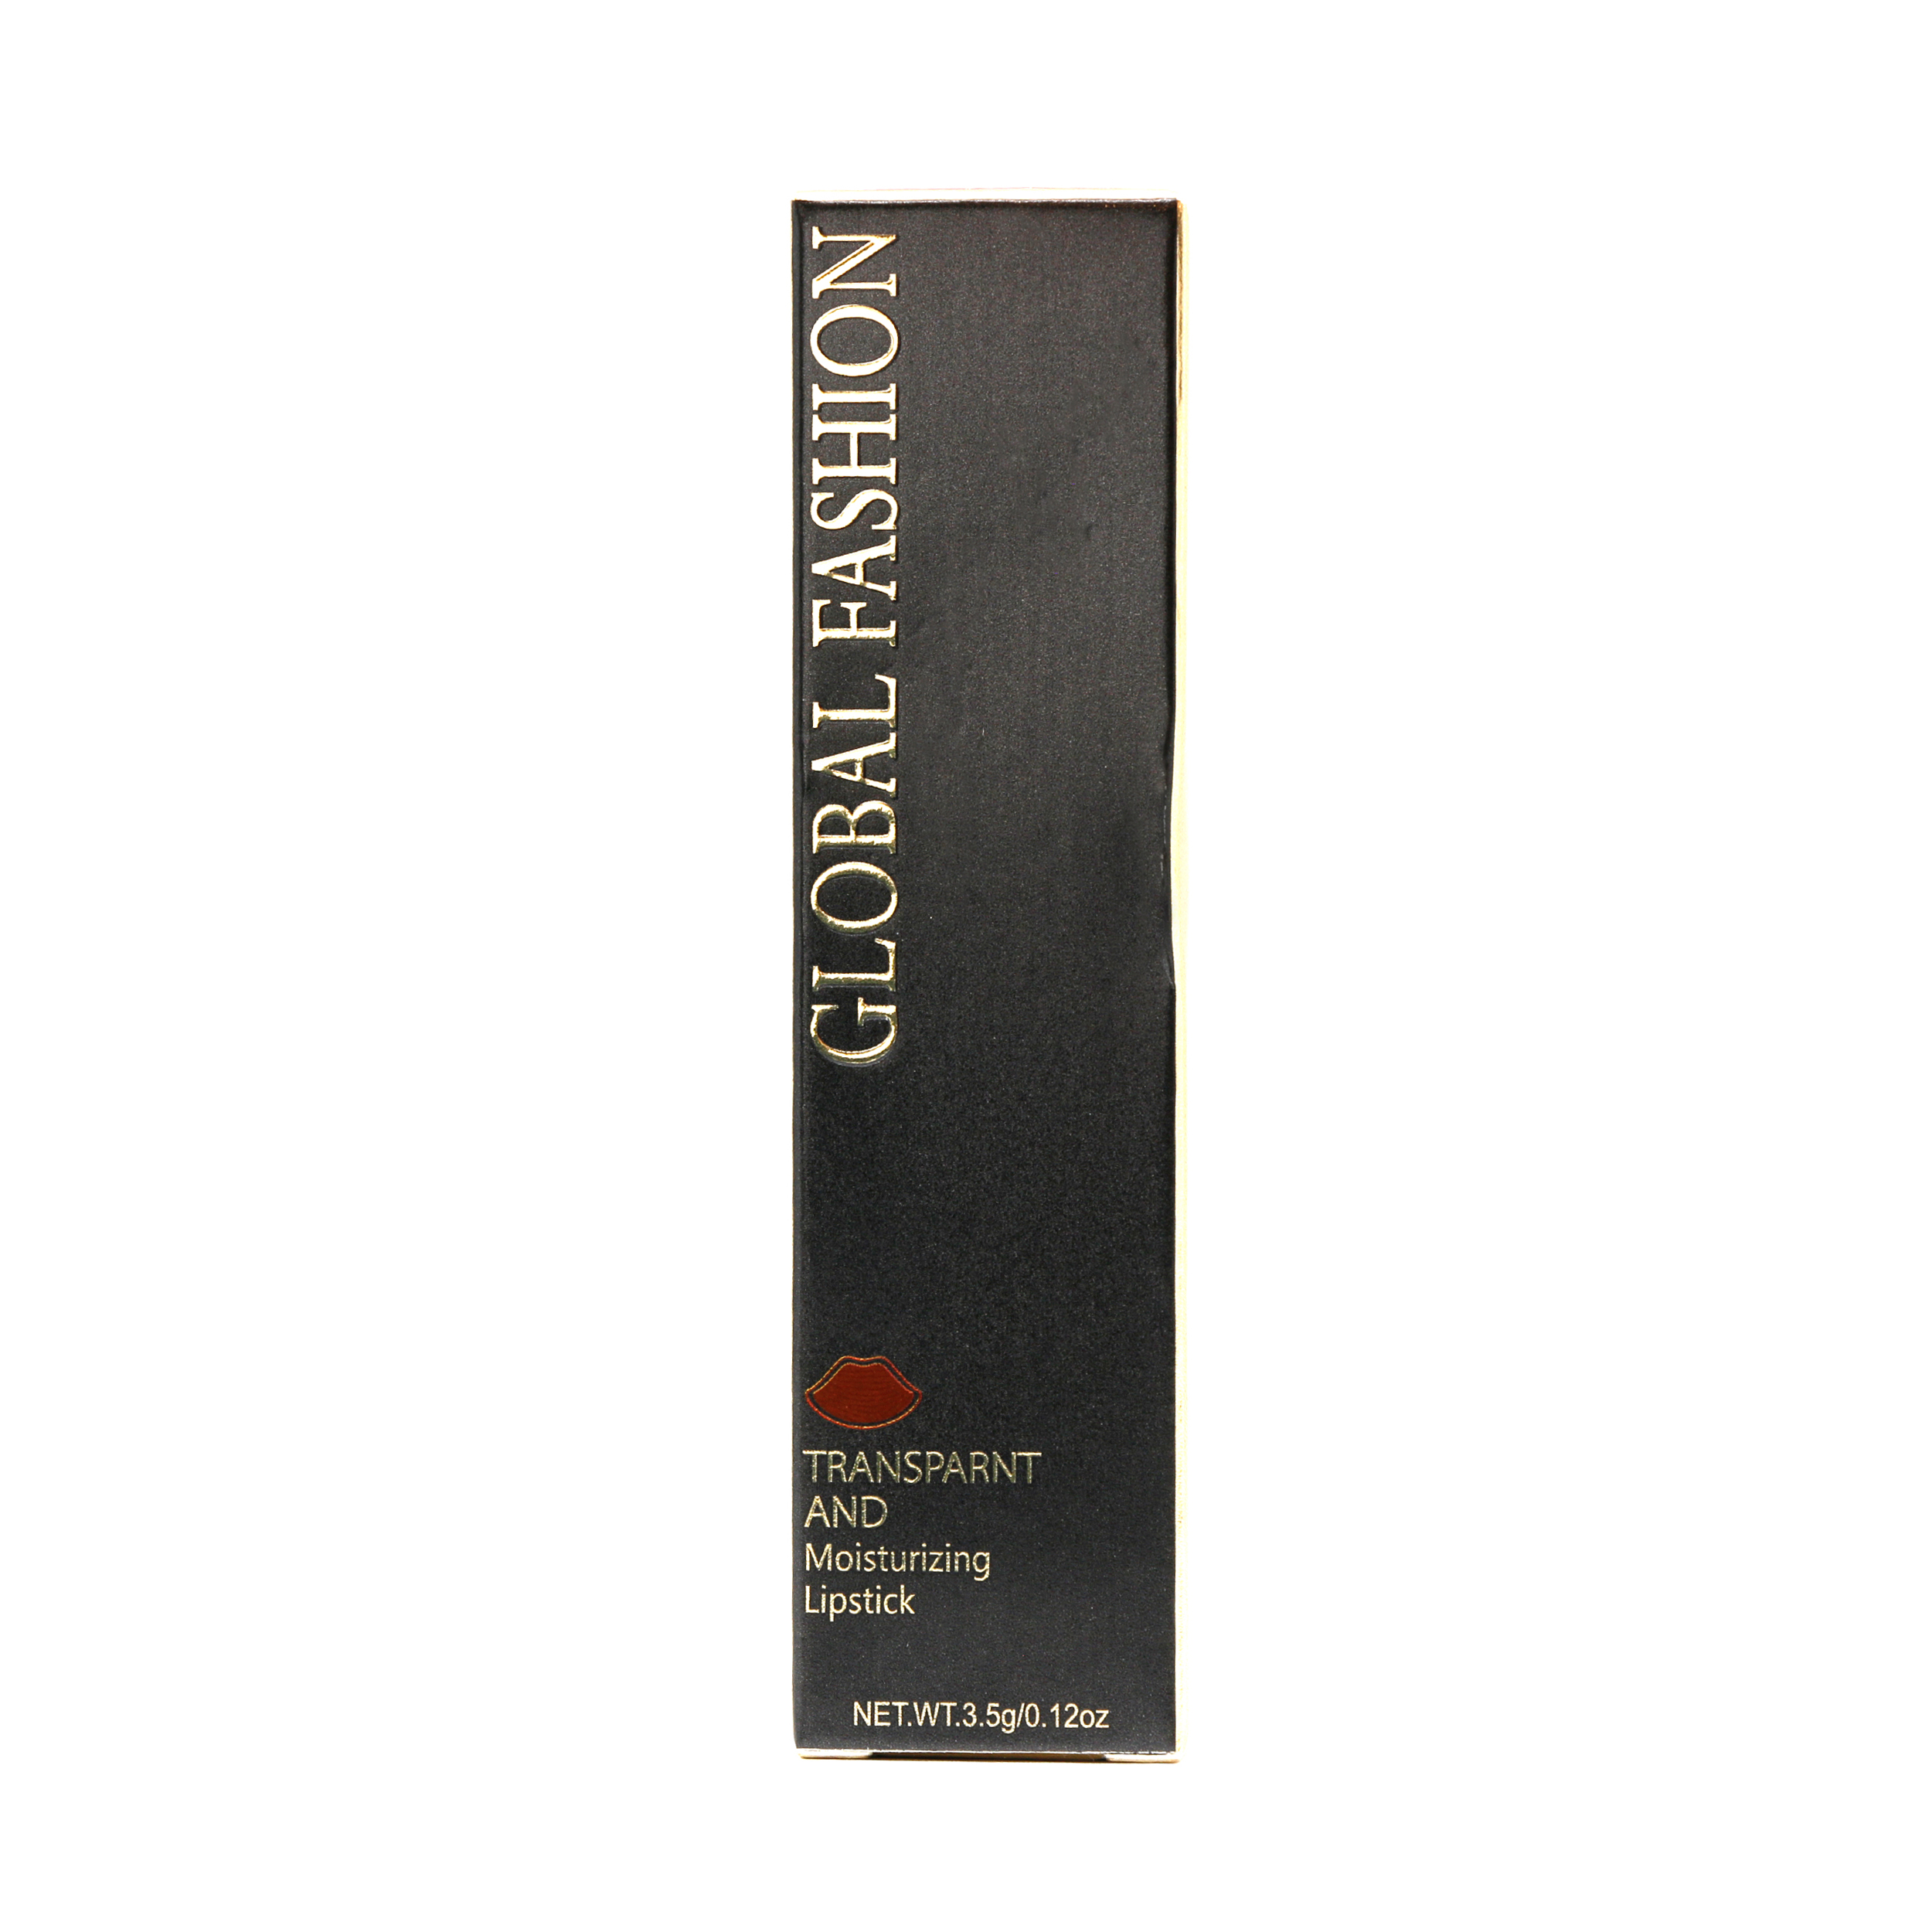 GLOBAL FASHION
TRANSPARNT
AND
Moisturizing
Lipstick
NET.WT.3.5g/0.12oz